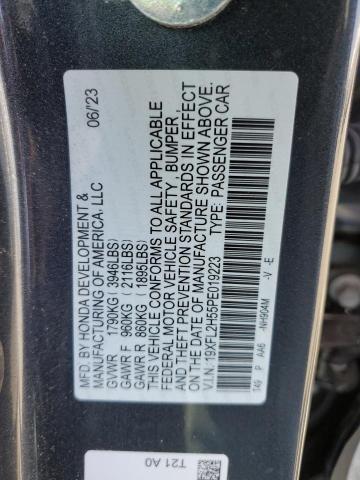 MFD. BY HONDA DEVELOPMENT & 06/'23
MANUFACTURING OF AMERICA, LLC
GVWR 1790KG (3946LBS)
GAWR F 960KG (2116LBS)
GAWR R 860KG (1895LBS)
THIS VEHICLE CONFORMS TO ALL APPLICABLE
FEDERAL MOTOR VEHICLE SAFETY, BUMPER,
AND THEFT PREVENTION STANDARDS IN EFFECT
ON THE DATE OF MANUFACTURE SHOWN ABOVE.
V.I.N. 19XFL2H55PE019223 TYPE: PASSENGER CAR
T49 P AA6 -NH904M -V -E
T21 A0